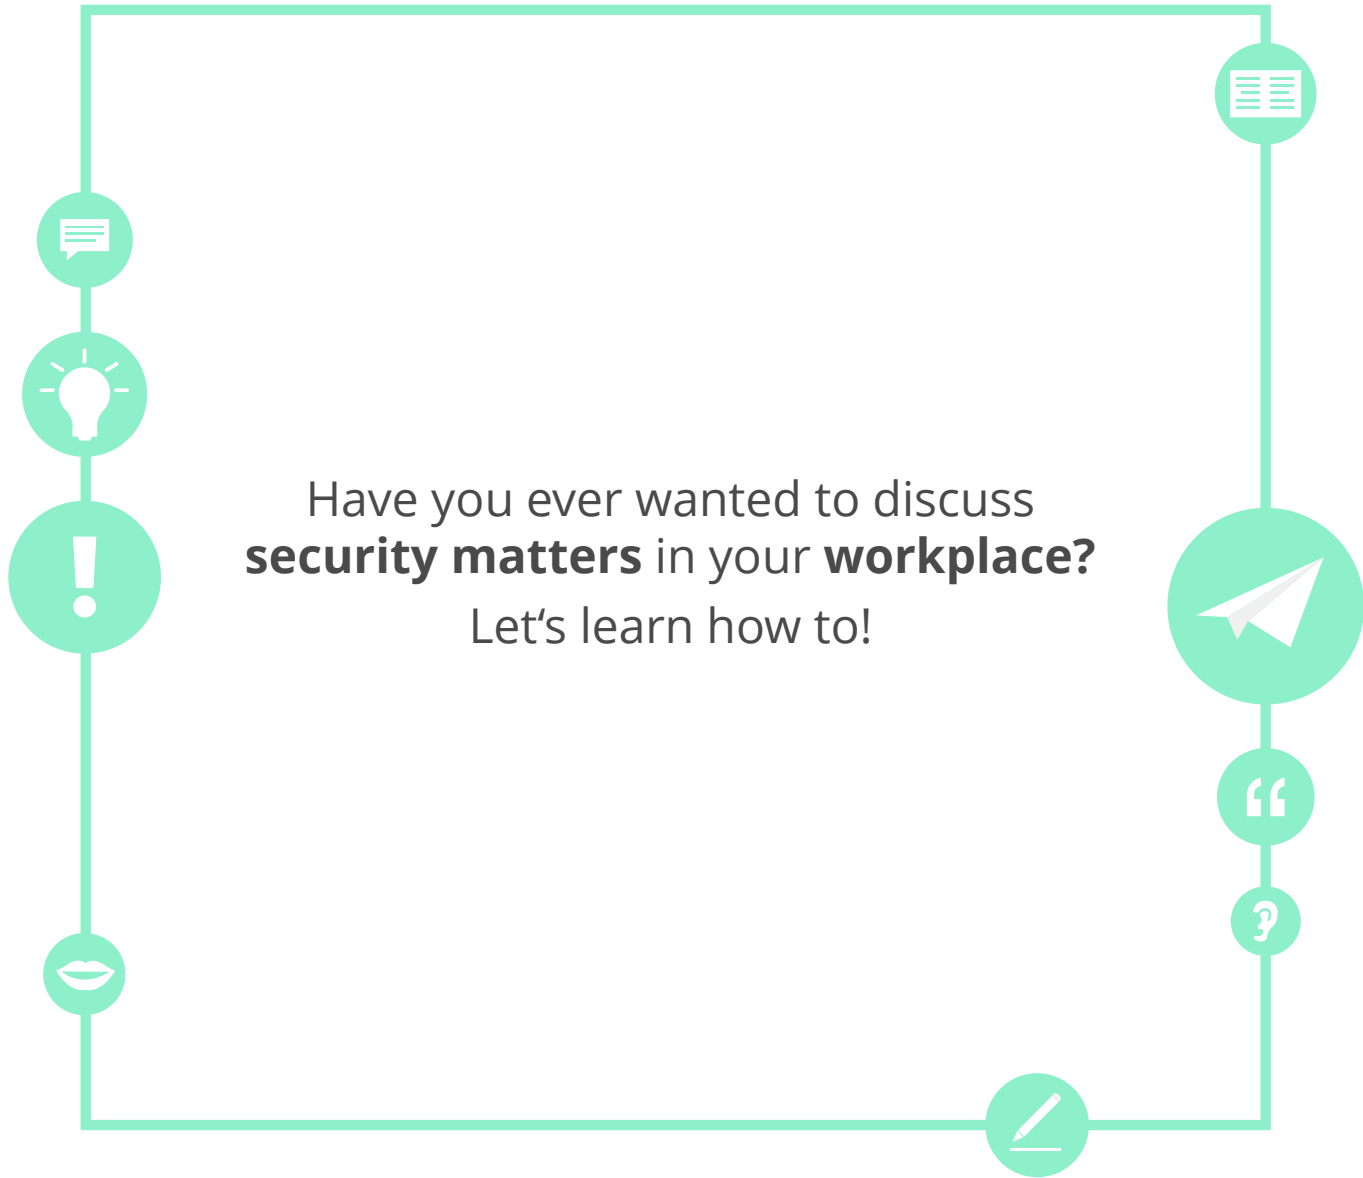 Have you ever wanted to discuss
security matters in your workplace?
Let‘s learn how to!